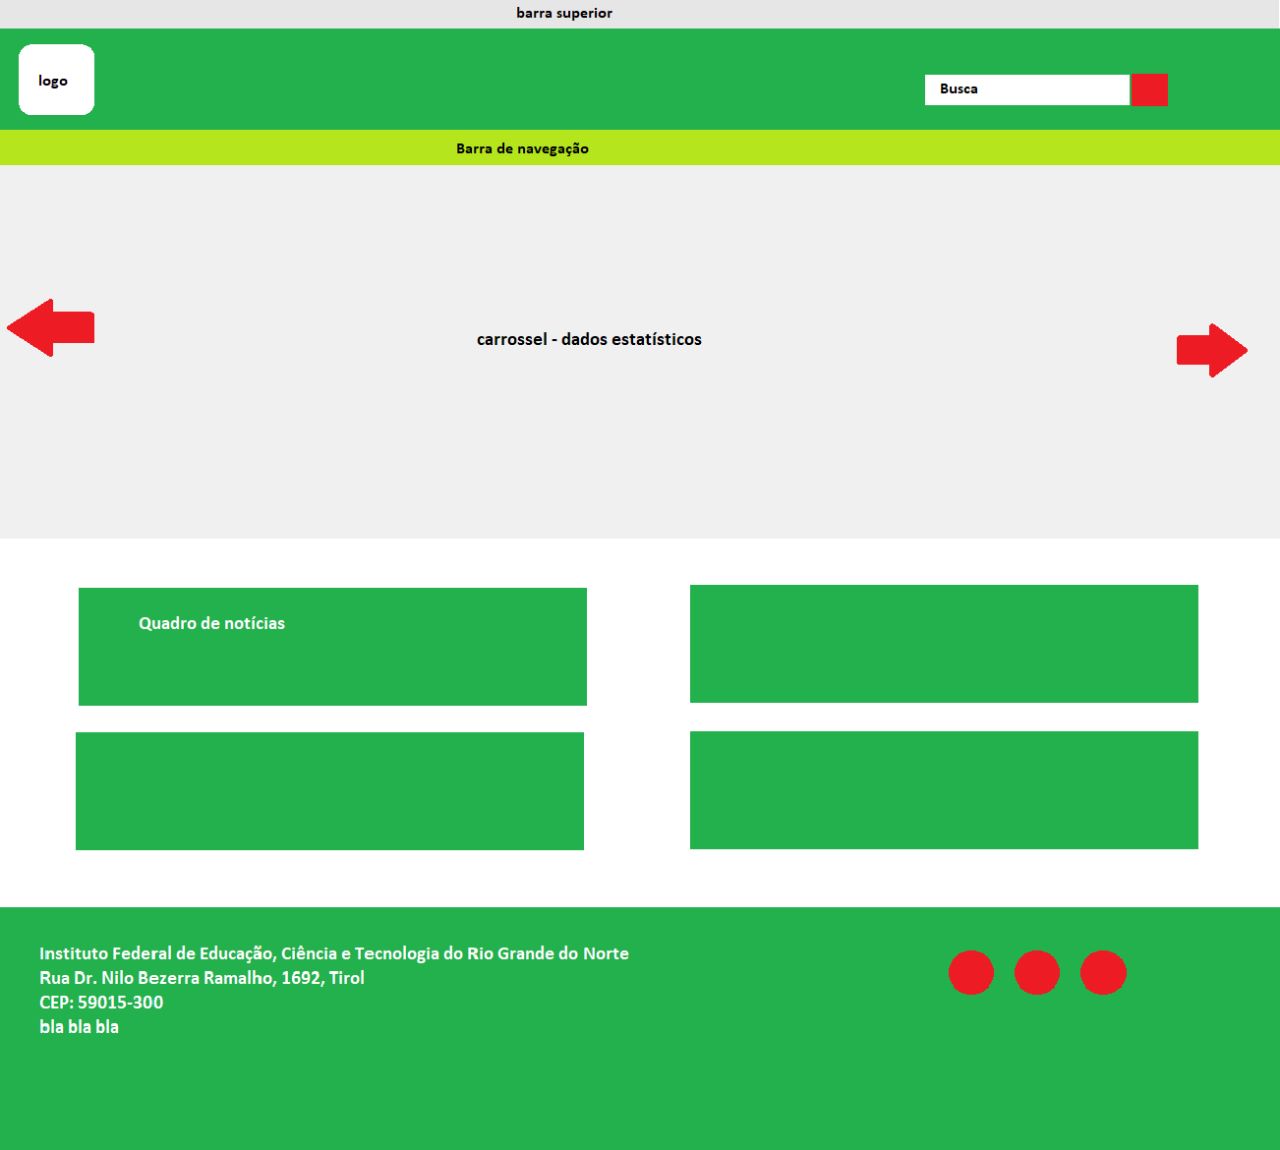 barra superior
logo
Busca
Barra de navegação
carrossel - dados estatísticos
Quadro de notícias
Instituto Federal de Educação, Ciência e Tecnologia do Rio Grande do Norte
Rua Dr. Nilo Bezerra Ramalho, 1692, Tirol
CEP: 59015-300
bla bla bla